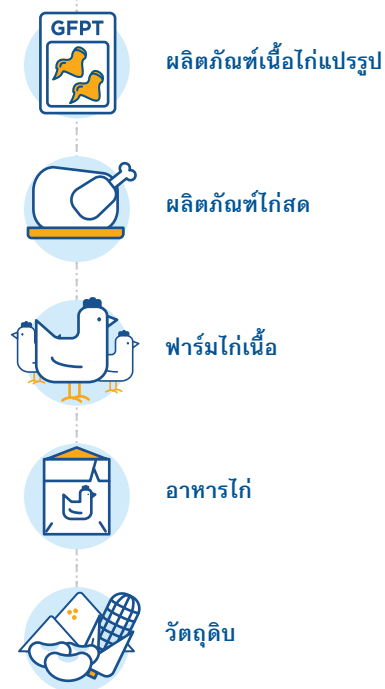 GFPT
ผลิตภัณฑ์เนื้อไก่แปรรูป
ผลิตภัณฑ์ไก่สด
ฟาร์มไก่เนื้อ
อาหารไก่
วัตถุดิบ